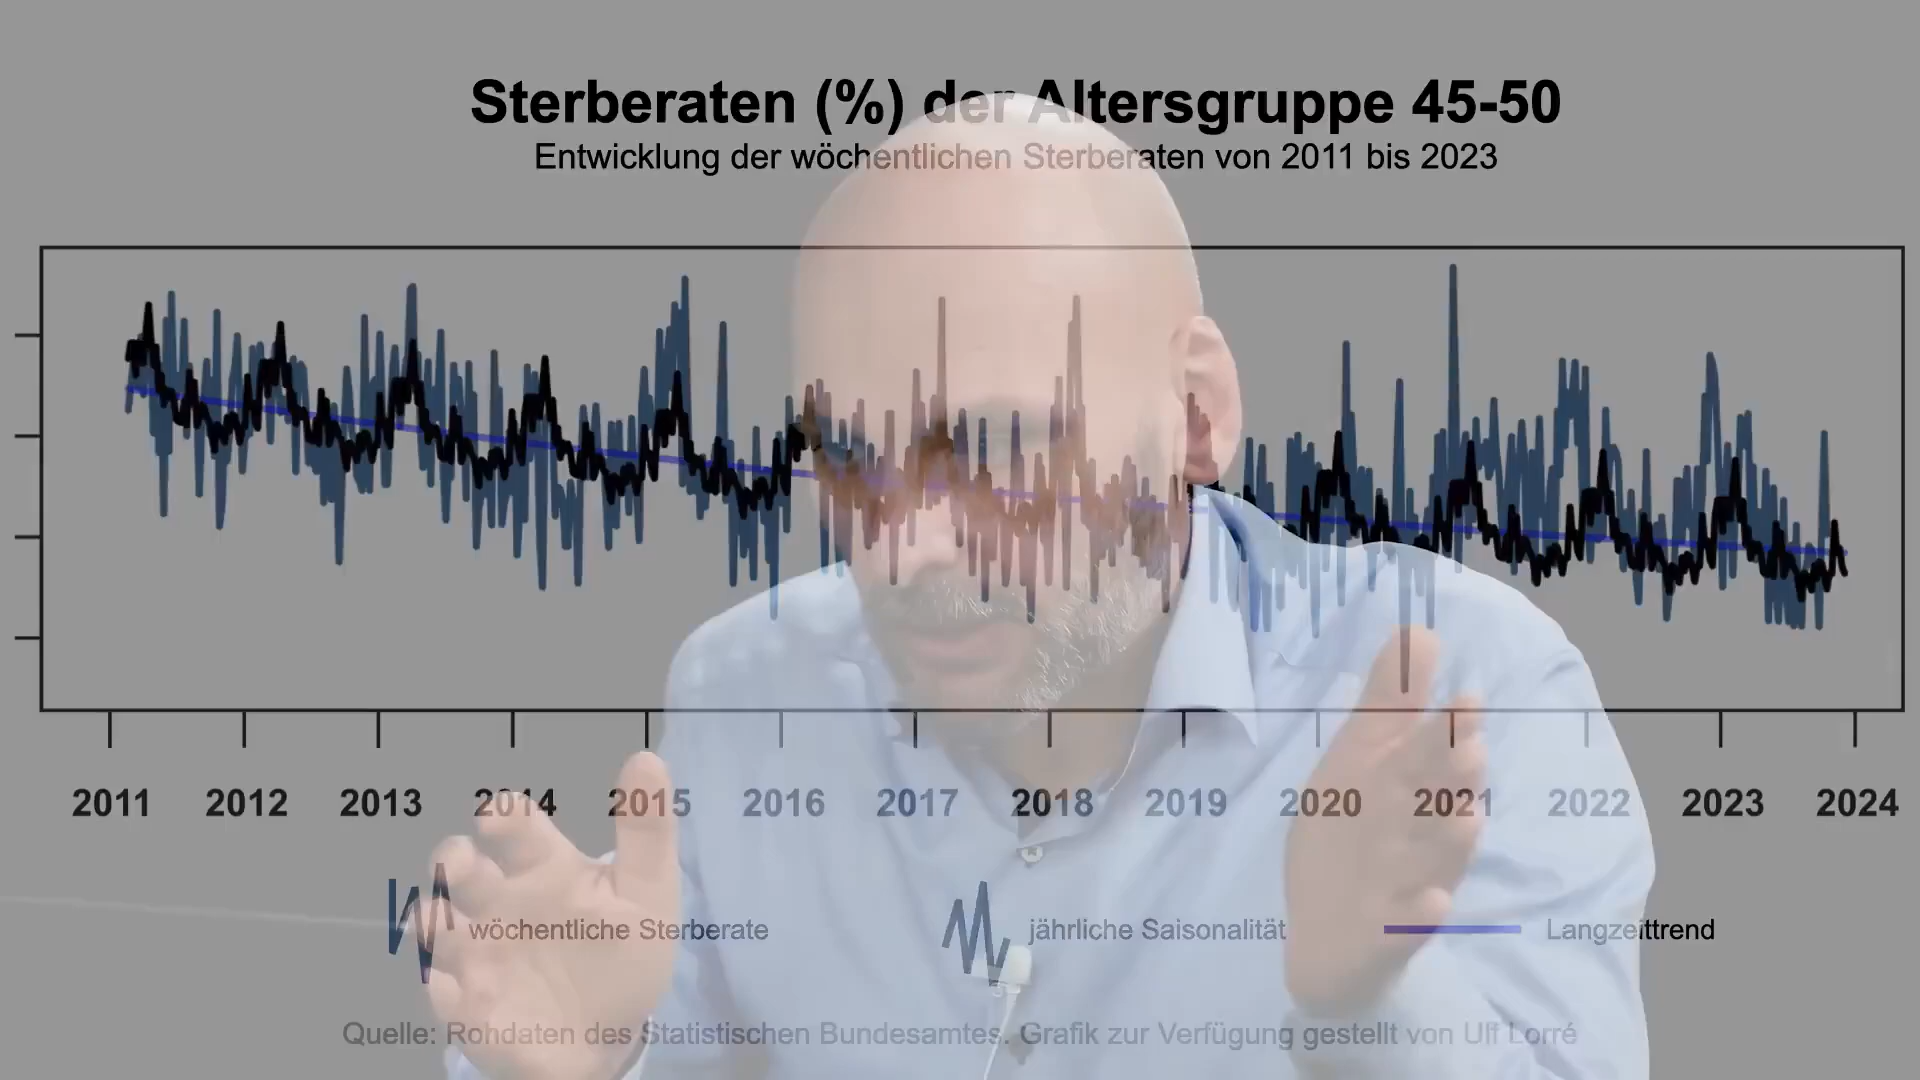 Sterberaten (%) der Altersgruppe 45-50
Entwicklung der wöchentlichen Sterberaten von 2011 bis 2023
2011 2012 2013 2014 2015 2016 2017 2018 2019 2020 2021 2022 2023 2024
wöchentliche Sterberate jährliche Saisonalität Langzeittrend
Quelle: Rohdaten des Statistischen Bundesamtes. Grafik zur Verfügung gestellt von Ulf Lorré